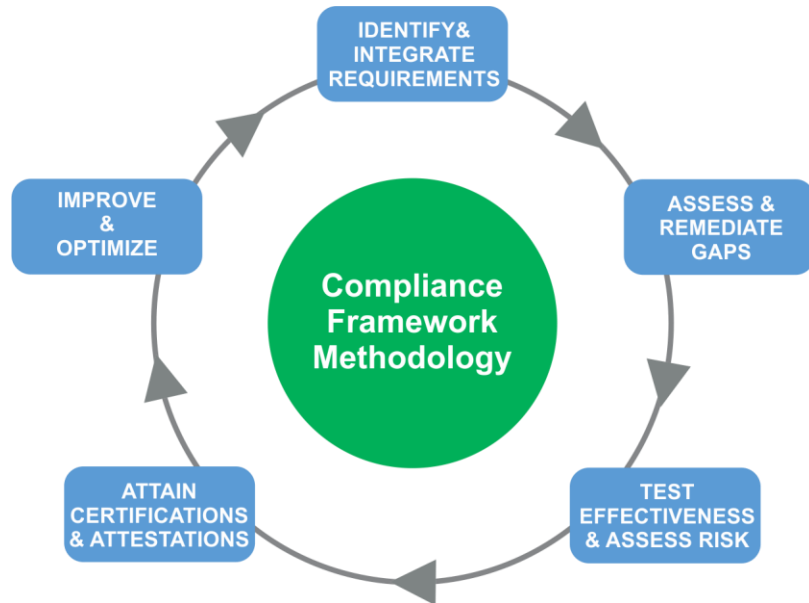 IDENTIFY&
INTEGRATE
REQUIREMENTS
ASSESS &
REMEDIATE
GAPS
TEST
EFFECTIVENESS
& ASSESS RISK
ATTAIN
CERTIFICATIONS
& ATTESTATIONS
IMPROVE
&
OPTIMIZE
Compliance
Framework
Methodology